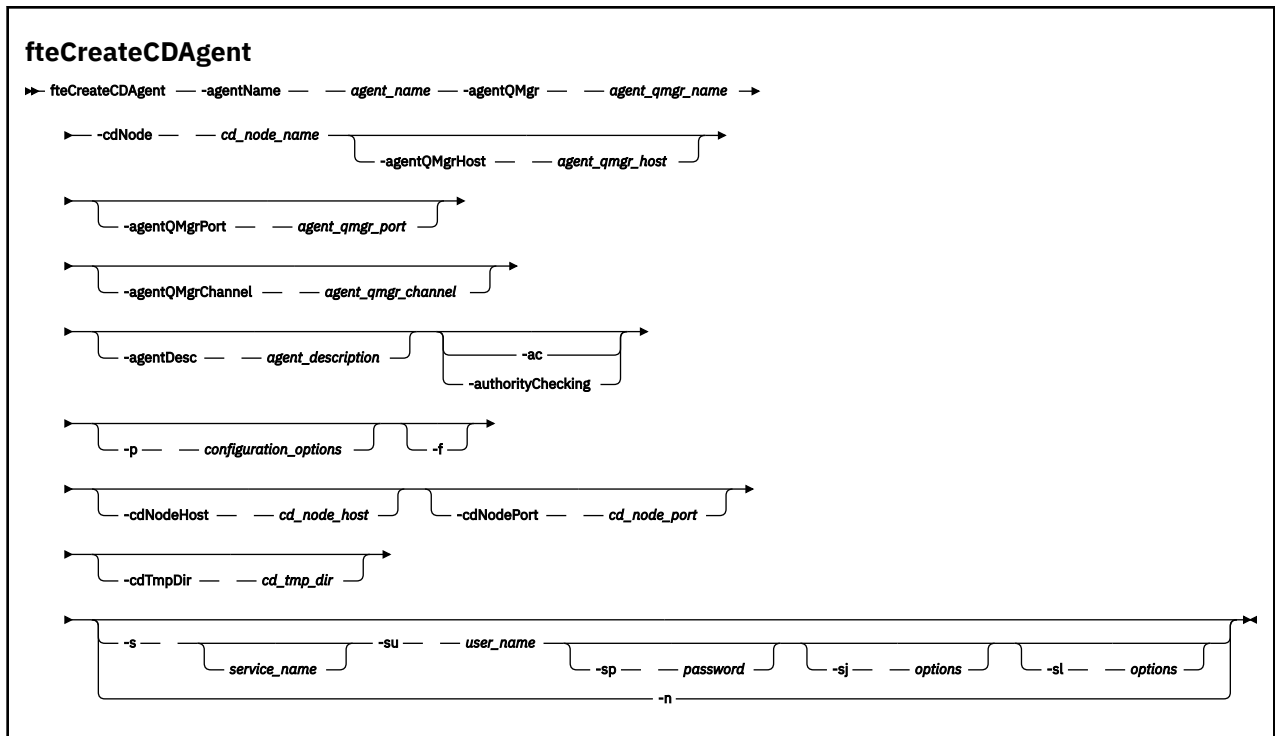 fteCreateCDAgent
fteCreateCDAgent -agentName agent_name -agentQMgr agent_qmgr_name
-cdNode cd_node_name
-agentQMgrHost agent_qmgr_host
-agentQMgrPort agent_qmgr_port
-agentQMgrChannel agent_qmgr_channel
-agentDesc agent_description -ac
-authorityChecking
-p configuration_options -f
-cdNodeHost cd_node_host -cdNodePort cd_node_port
-cdTmpDir cd_tmp_dir
-s -su user_name
service_name -sp password -sj options -sl options
-n